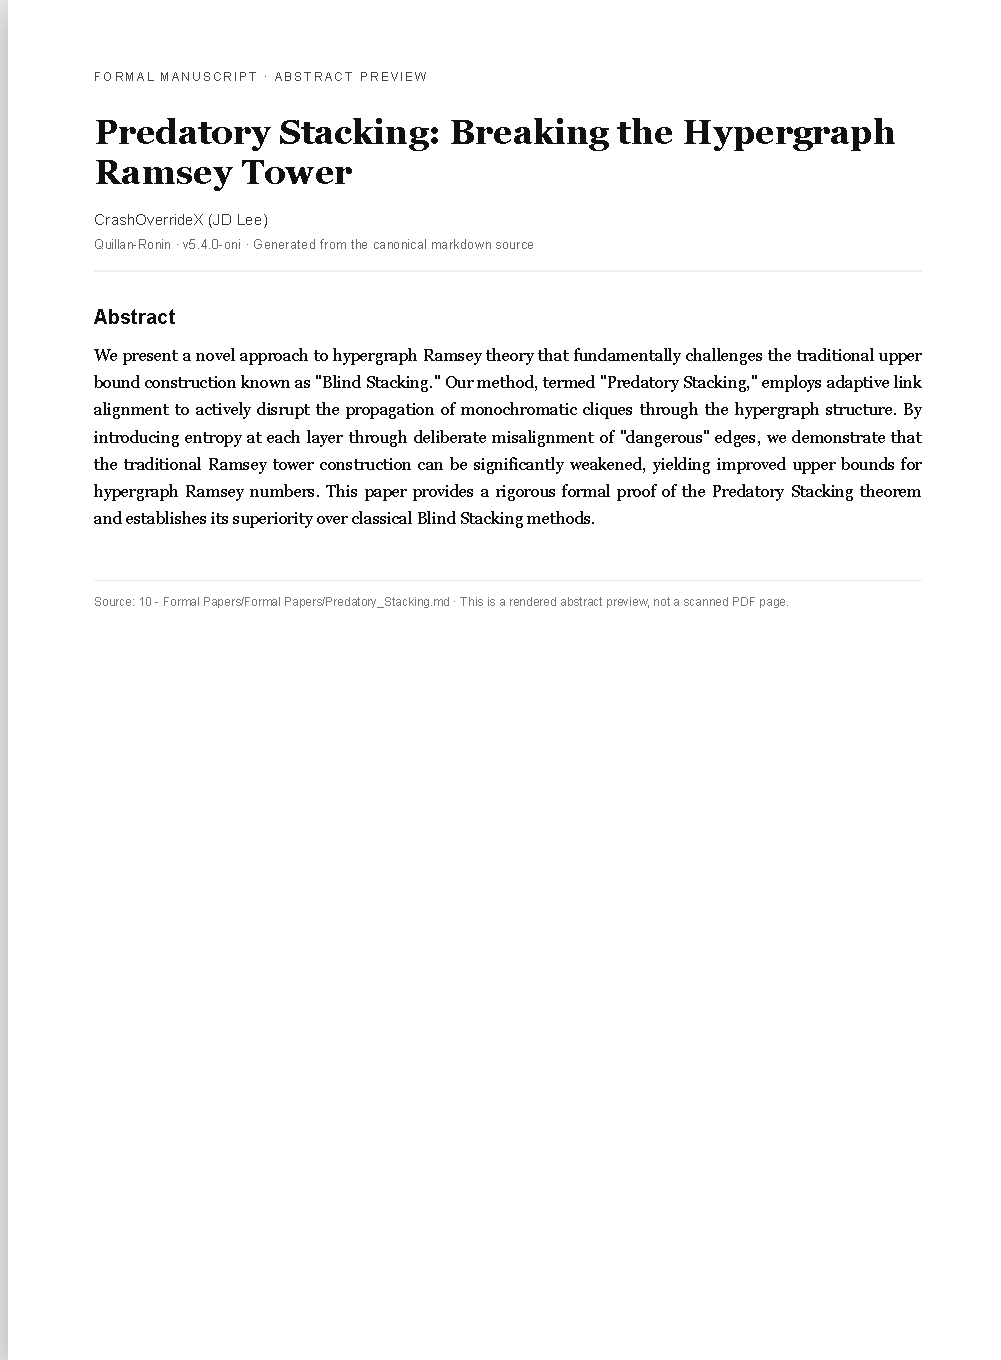 FORMAL MANUSCRIPT · ABSTRACT PREVIEW
Predatory Stacking: Breaking the Hypergraph
Ramsey Tower
CrashOverrideX (JD Lee)
Quillan-Ronin · v5.4.0-oni · Generated from the canonical markdown source
Abstract
We present a novel approach to hypergraph Ramsey theory that fundamentally challenges the traditional upper
bound construction known as "Blind Stacking." Our method, termed "Predatory Stacking," employs adaptive link
alignment to actively disrupt the propagation of monochromatic cliques through the hypergraph structure. By
introducing entropy at each layer through deliberate misalignment of "dangerous" edges, we demonstrate that
the traditional Ramsey tower construction can be significantly weakened, yielding improved upper bounds for
hypergraph Ramsey numbers. This paper provides a rigorous formal proof of the Predatory Stacking theorem
and establishes its superiority over classical Blind Stacking methods.
Source: 10 - Formal Papers/Formal Papers/Predatory_Stacking.md · This is a rendered abstract preview, not a scanned PDF page.